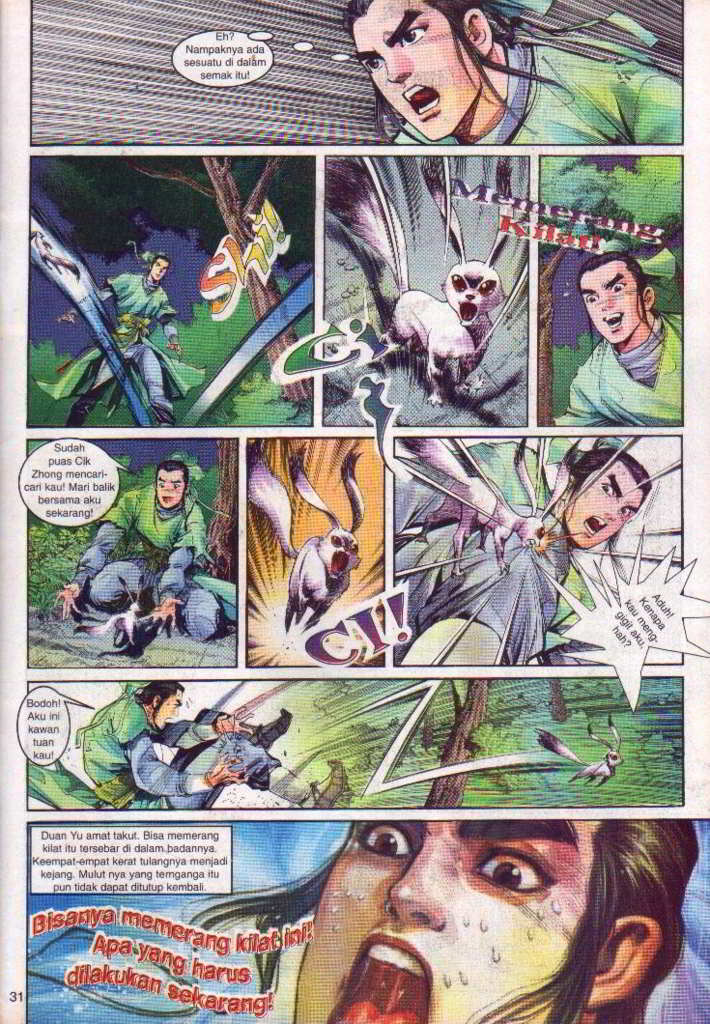 Eh?
Nampaknya ada
sesuatu di dalam
semak itu!
Shii!
Memerang
Kilat!
Ci
i
Sudah
puas Cik
Zhong mencari-
cari kau! Mari balik
bersama aku
sekarang!
CI!
Aduh!
Kenapa
kau meng-
gigit aku
hah?
Bodoh!
Aku ini
kawan
tuan
kau!
Duan Yu amat takut. Bisa memerang
kilat itu tersebar di dalam.badannya.
Keempat-empat kerat tulangnya menjadi
kejang. Mulut nya yang ternganga itu
pun tidak dapat ditutup kembali.
Bisanya memerang kilat ini!
Apa yang harus
dilakukan sekarang!
31